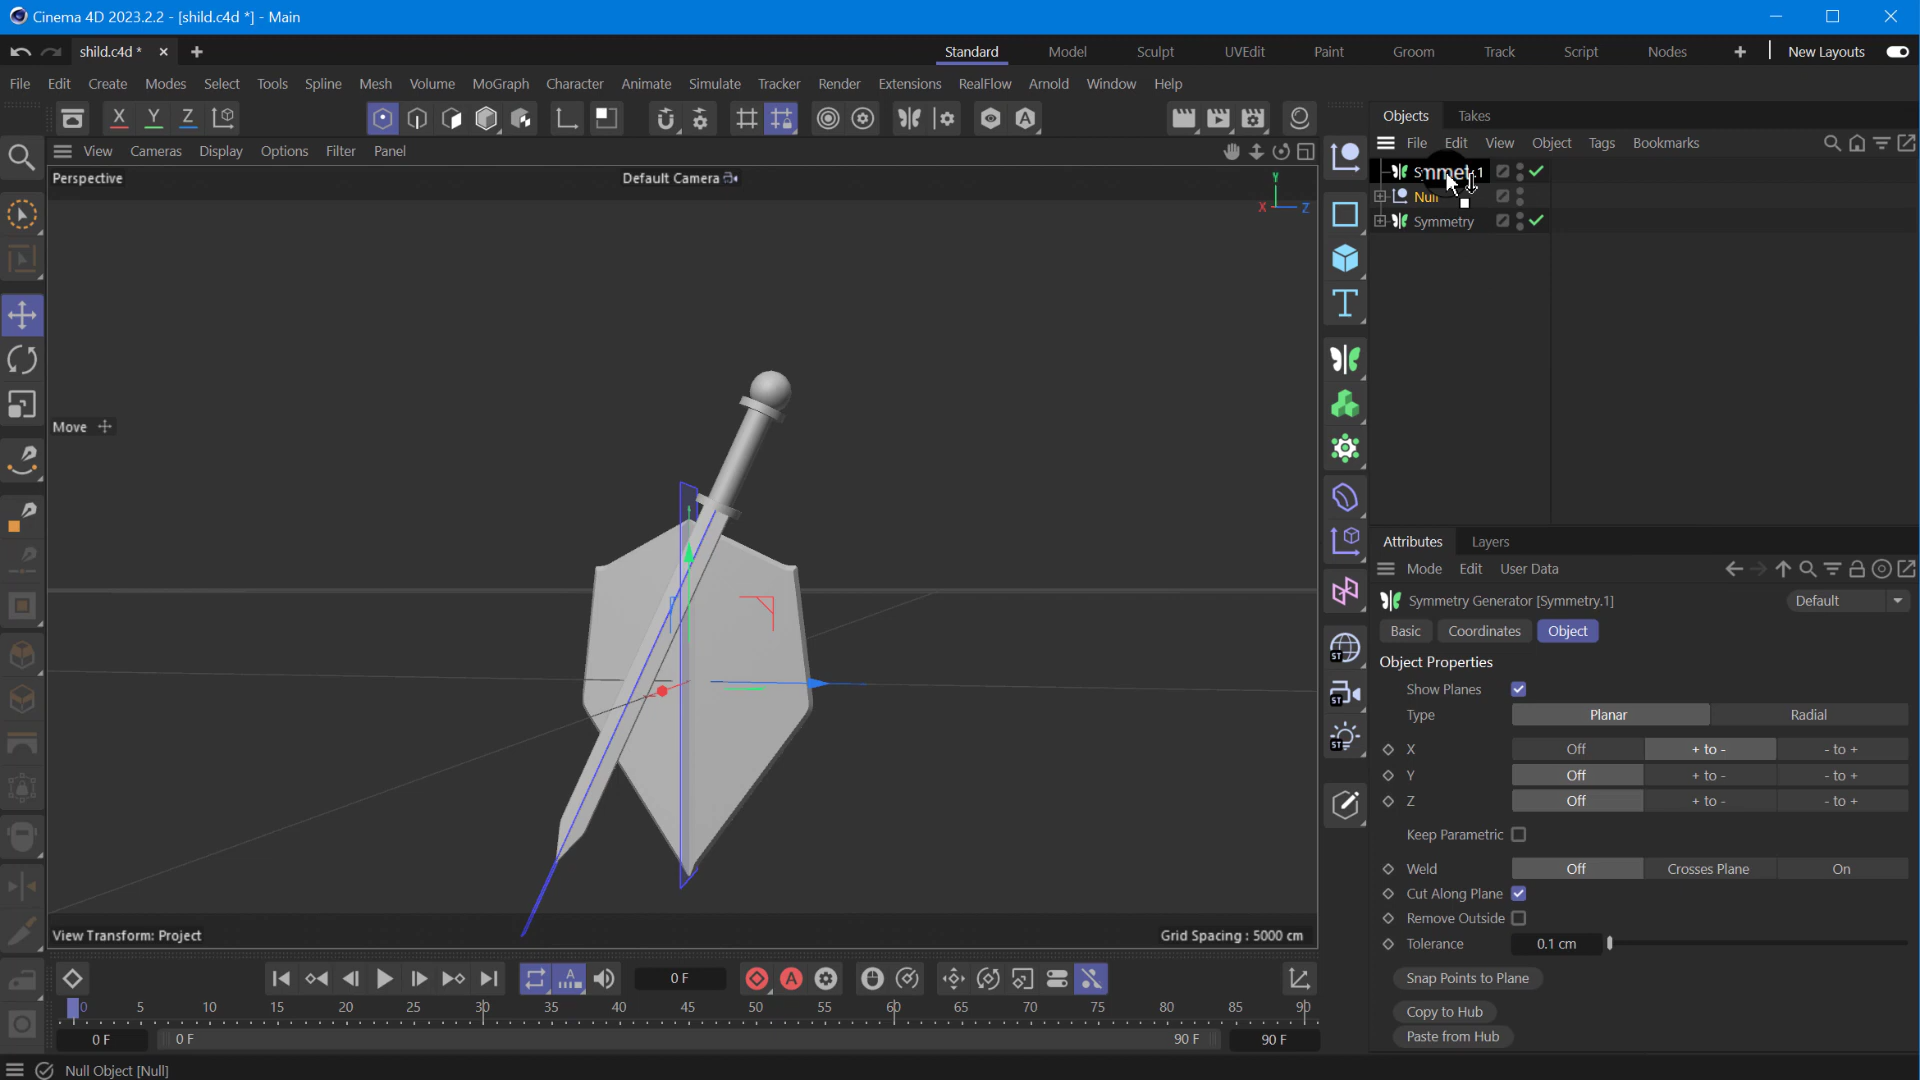 Cinema 4D 2023.2.2 - [shild.c4d *] - Main
shild.c4d *
Standard Model Sculpt UVEdit Paint Groom Track Script Nodes New Layouts
File Edit Create Modes Select Tools Spline Mesh Volume MoGraph Character Animate Simulate Tracker Render Extensions RealFlow Arnold Window Help
X Y Z
Objects Takes
File Edit View Object Tags Bookmarks
View Cameras Display Options Filter Panel
Perspective
Default Camera
Y
X Z
Symmetry.1
Null
Symmetry
Move
Attributes Layers
Mode Edit User Data
Symmetry Generator [Symmetry.1]
Default
Basic Coordinates Object
Object Properties
Show Planes
Type Planar Radial
X Off + to - - to +
Y Off + to - - to +
Z Off + to - - to +
Keep Parametric
Weld Off Crosses Plane On
Cut Along Plane
Remove Outside
Tolerance 0.1 cm
Snap Points to Plane
Copy to Hub
Paste from Hub
ST
ST
ST
View Transform: Project
Grid Spacing : 5000 cm
0 F
0 5 10 15 20 25 30 35 40 45 50 55 60 65 70 75 80 85 90
0 F 0 F 90 F 90 F
Null Object [Null]